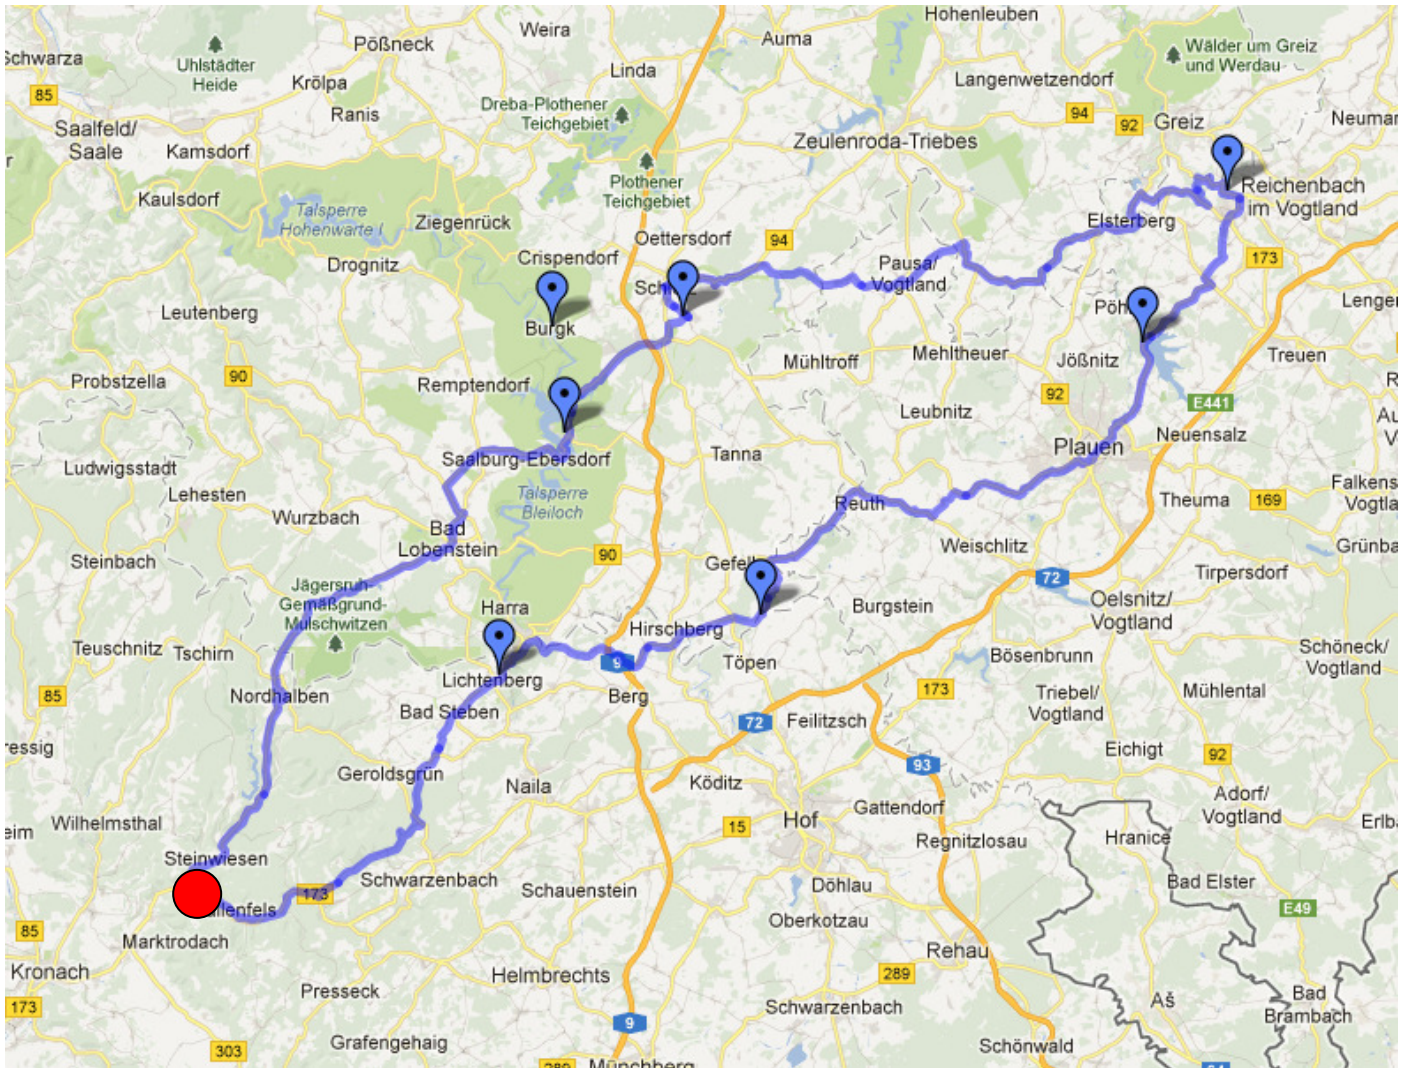 Hohenleuben
Weira
Auma
Pößneck
Wälder um Greiz
und Werdau
Schwarza
Uhlstädter
Heide
Linda
Langenwetzendorf
Krölpa
85
Ranis
Dreba-Plothener
Teichgebiet
94
92
Greiz
Saalfeld/
Saale
Kamsdorf
Zeulenroda-Triebes
Plothener
Teichgebiet
Reichenbach
im Vogtland
Kaulsdorf
Talsperre
Hohenwarte I
Ziegenrück
Elsterberg
Oettersdorf
94
Crispendorf
173
Drognitz
Pausa/
Vogtland
Leutenberg
Burgk
Mühltroff
Mehltheuer
Jößnitz
Treuen
Probstzella
90
Remptendorf
92
E441
Leubnitz
Plauen
Neuensalz
Ludwigsstadt
Saalburg-Ebersdorf
Tanna
Lehesten
Talsperre
Bleiloch
Reuth
Theuma
169
Wurzbach
Bad
Lobenstein
Weischlitz
Steinbach
90
72
Tirpersdorf
Jägersruh-
Gemäßgrund-
Mulschwitzen
Harra
Burgstein
Oelsnitz/
Vogtland
Teuschnitz
Tschirn
Hirschberg
Töpen
Bösenbrunn
Schöneck/
Vogtland
9
Lichtenberg
85
Nordhalben
Berg
173
Triebel/
Vogtland
Mühlental
Bad Steben
72
Feilitzsch
Eichigt
92
Geroldsgrün
93
Naila
Köditz
Gattendorf
Adorf/
Vogtland
Wilhelmsthal
15
Hof
Regnitzlosau
Hranice
Steinwiesen
Schwarzenbach
Schauenstein
Döhlau
Bad Elster
173
E49
Oberkotzau
85
Marktrodach
Rehau
Kronach
Helmbrechts
289
173
Presseck
Schwarzenbach
Aš
Bad
Brambach
9
303
Grafengehaig
Schönwald
289
Münchberg